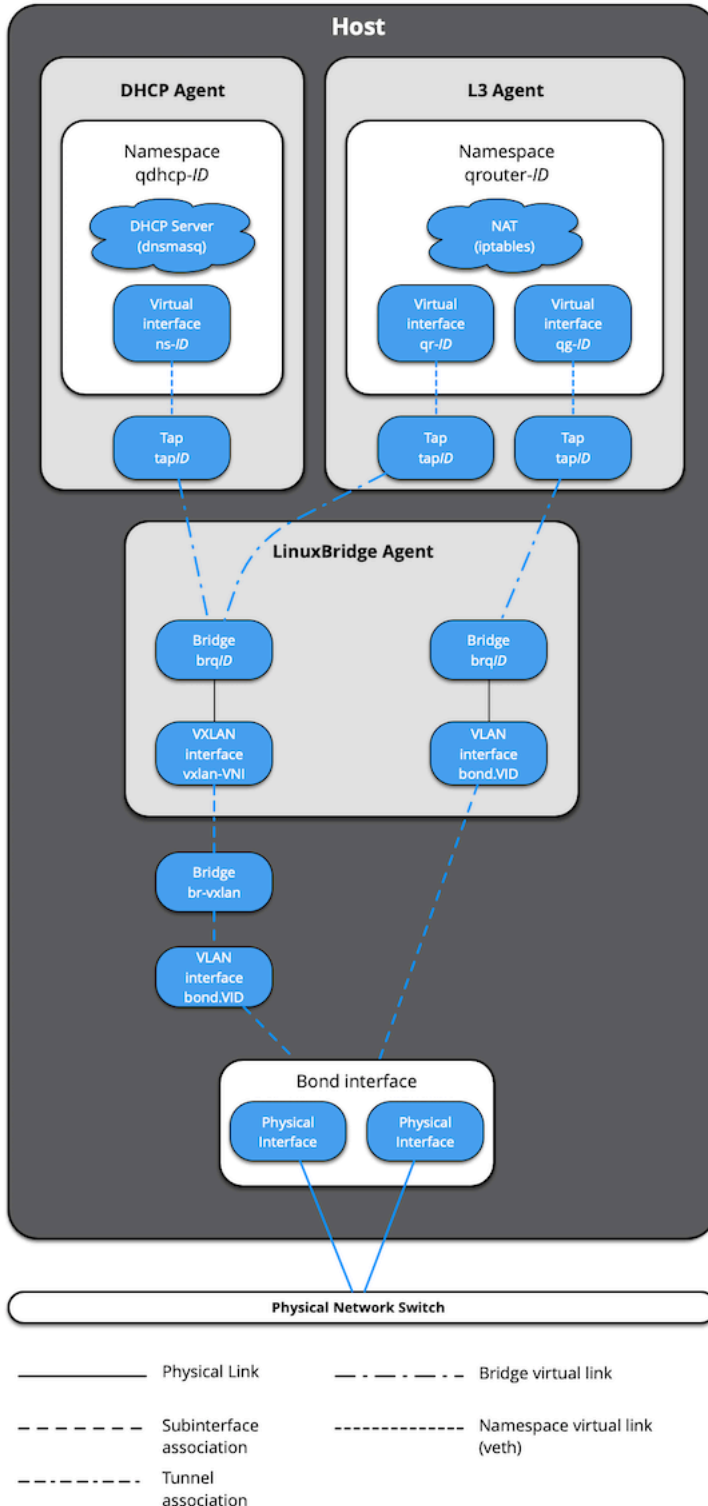 Host
DHCP Agent
L3 Agent
Namespace
qdhcp-ID
Namespace
qrouter-ID
DHCP Server
(dnsmasq)
NAT
(iptables)
Virtual
interface
ns-ID
Virtual
interface
qr-ID
Virtual
interface
qg-ID
Tap
tapID
Tap
tapID
Tap
tapID
LinuxBridge Agent
Bridge
brqID
Bridge
brqID
VXLAN
interface
vxlan-VNI
VLAN
interface
bond.VID
Bridge
br-vxlan
VLAN
interface
bond.VID
Bond interface
Physical
Interface
Physical
Interface
Physical Network Switch
Physical Link
Bridge virtual link
Subinterface
association
Namespace virtual link
(veth)
Tunnel
association